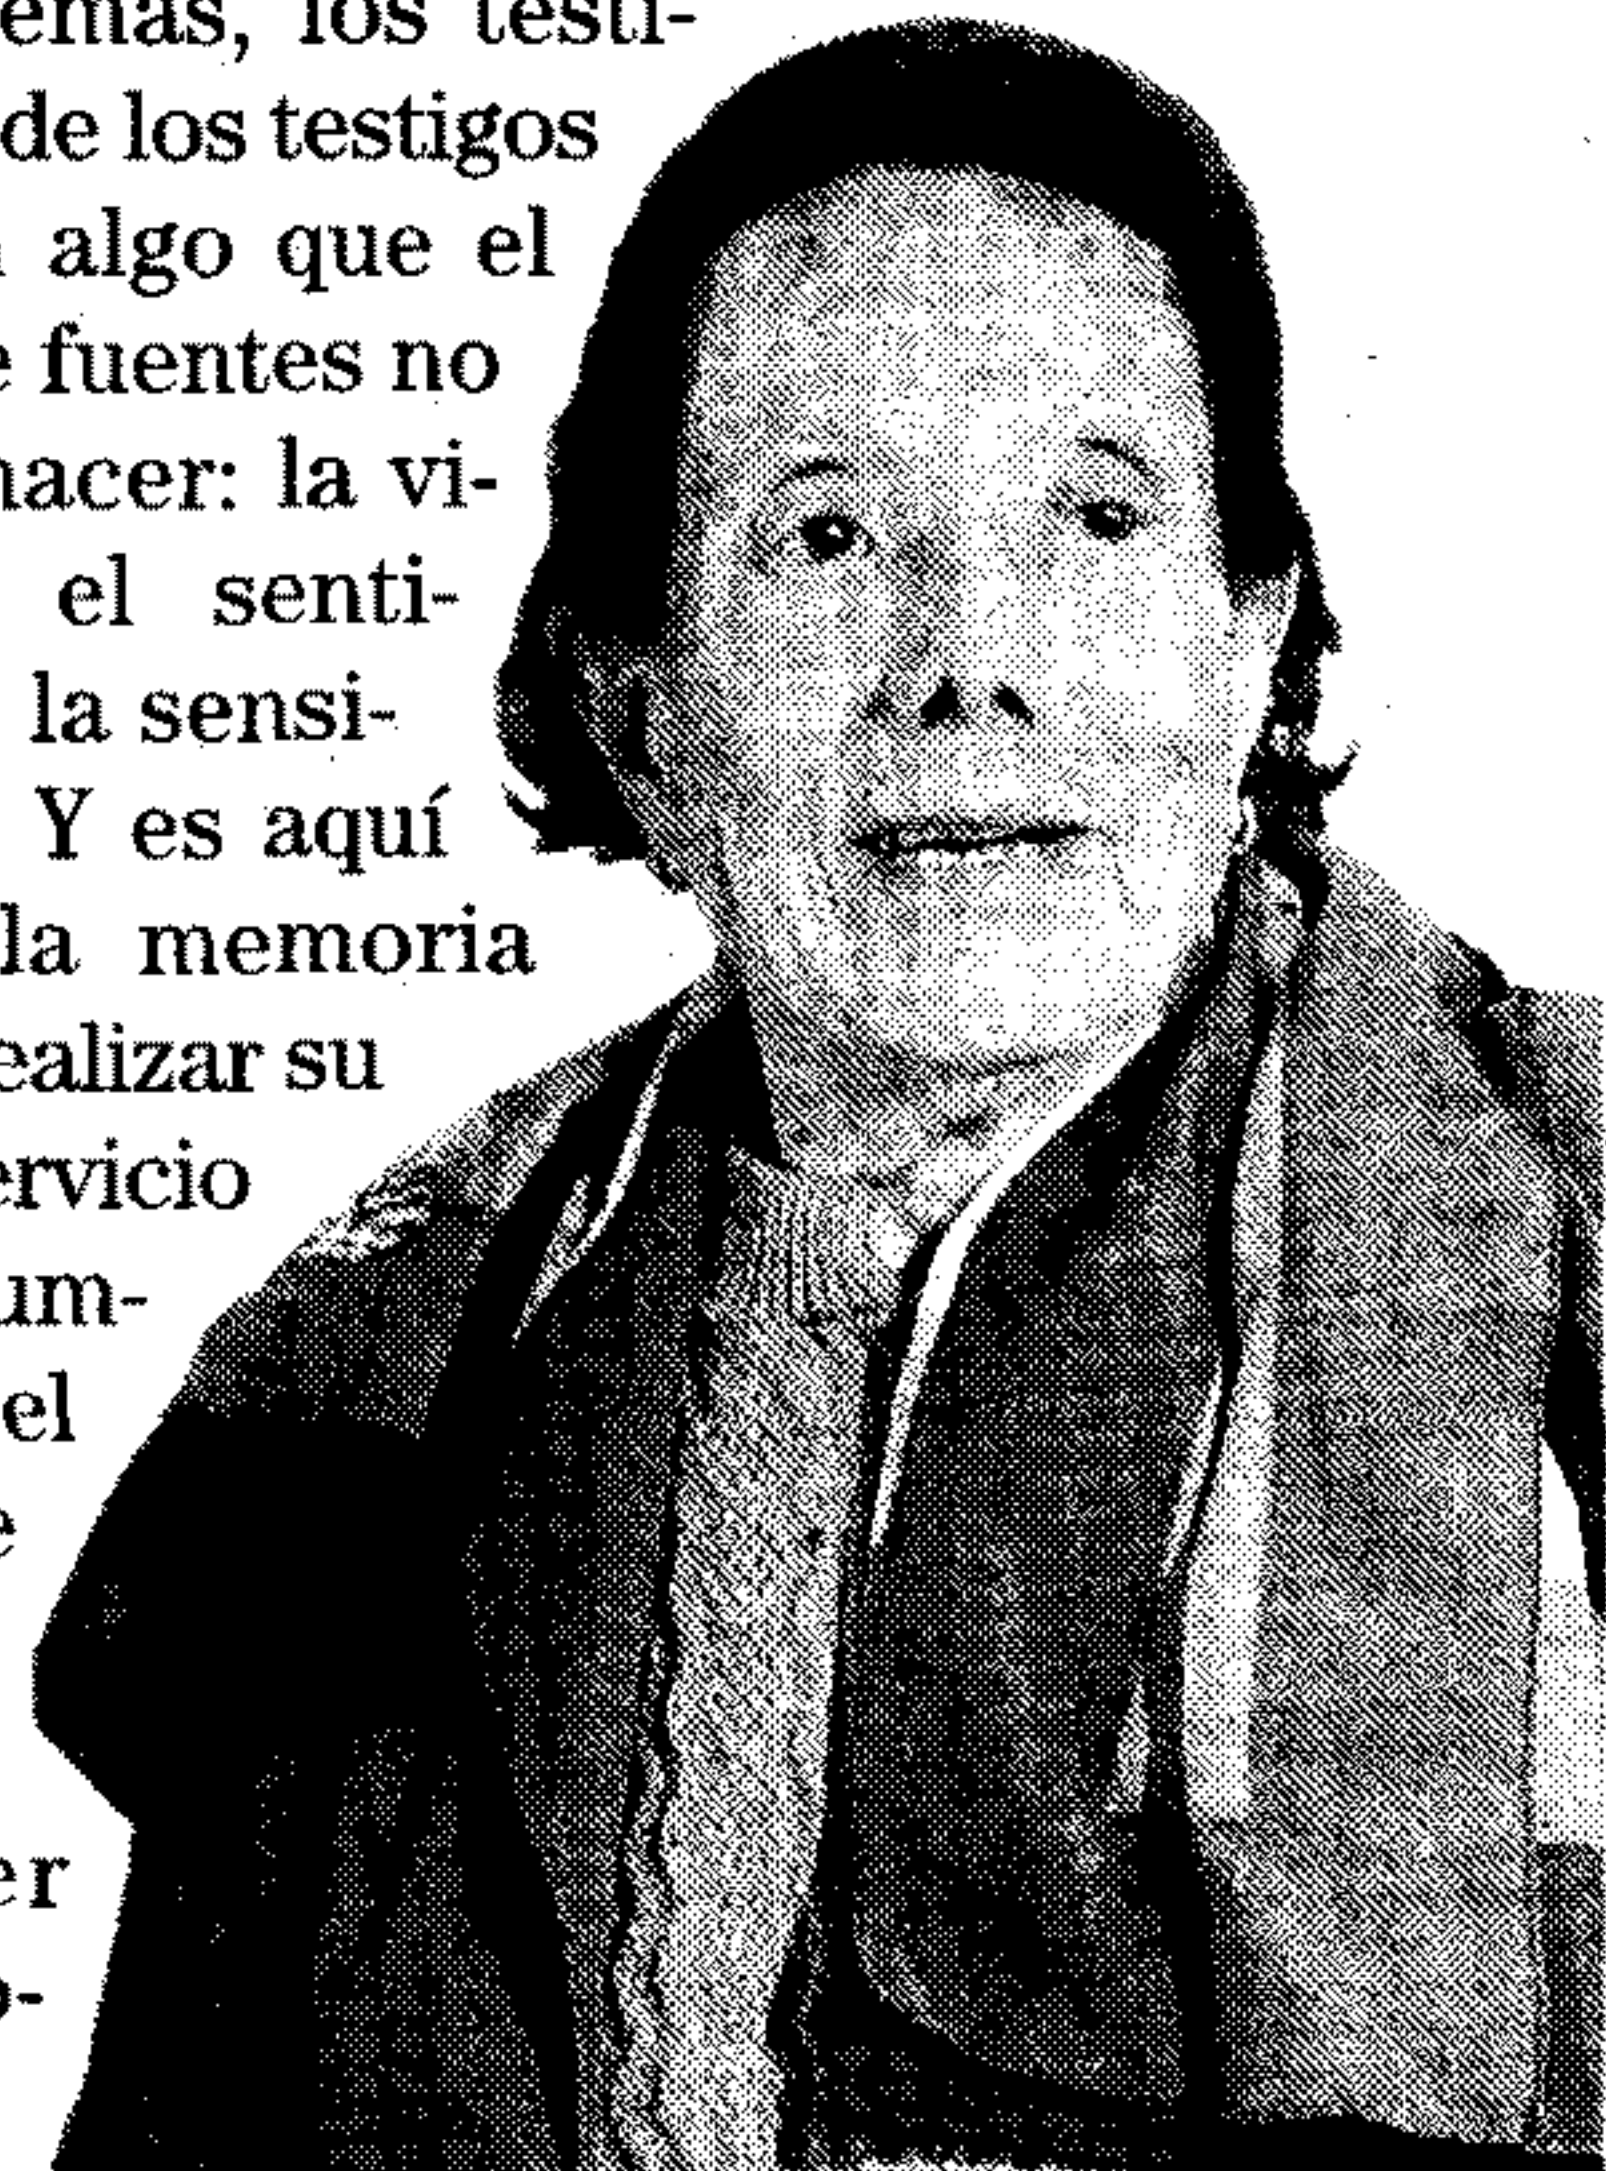 emás, los testi-
de los testigos
algo que el
fuentes no
hacer: la vi-
el senti-
la sensi-
Y es aquí
la memoria
ealizar su
ervicio
um-
el
e
er
o-